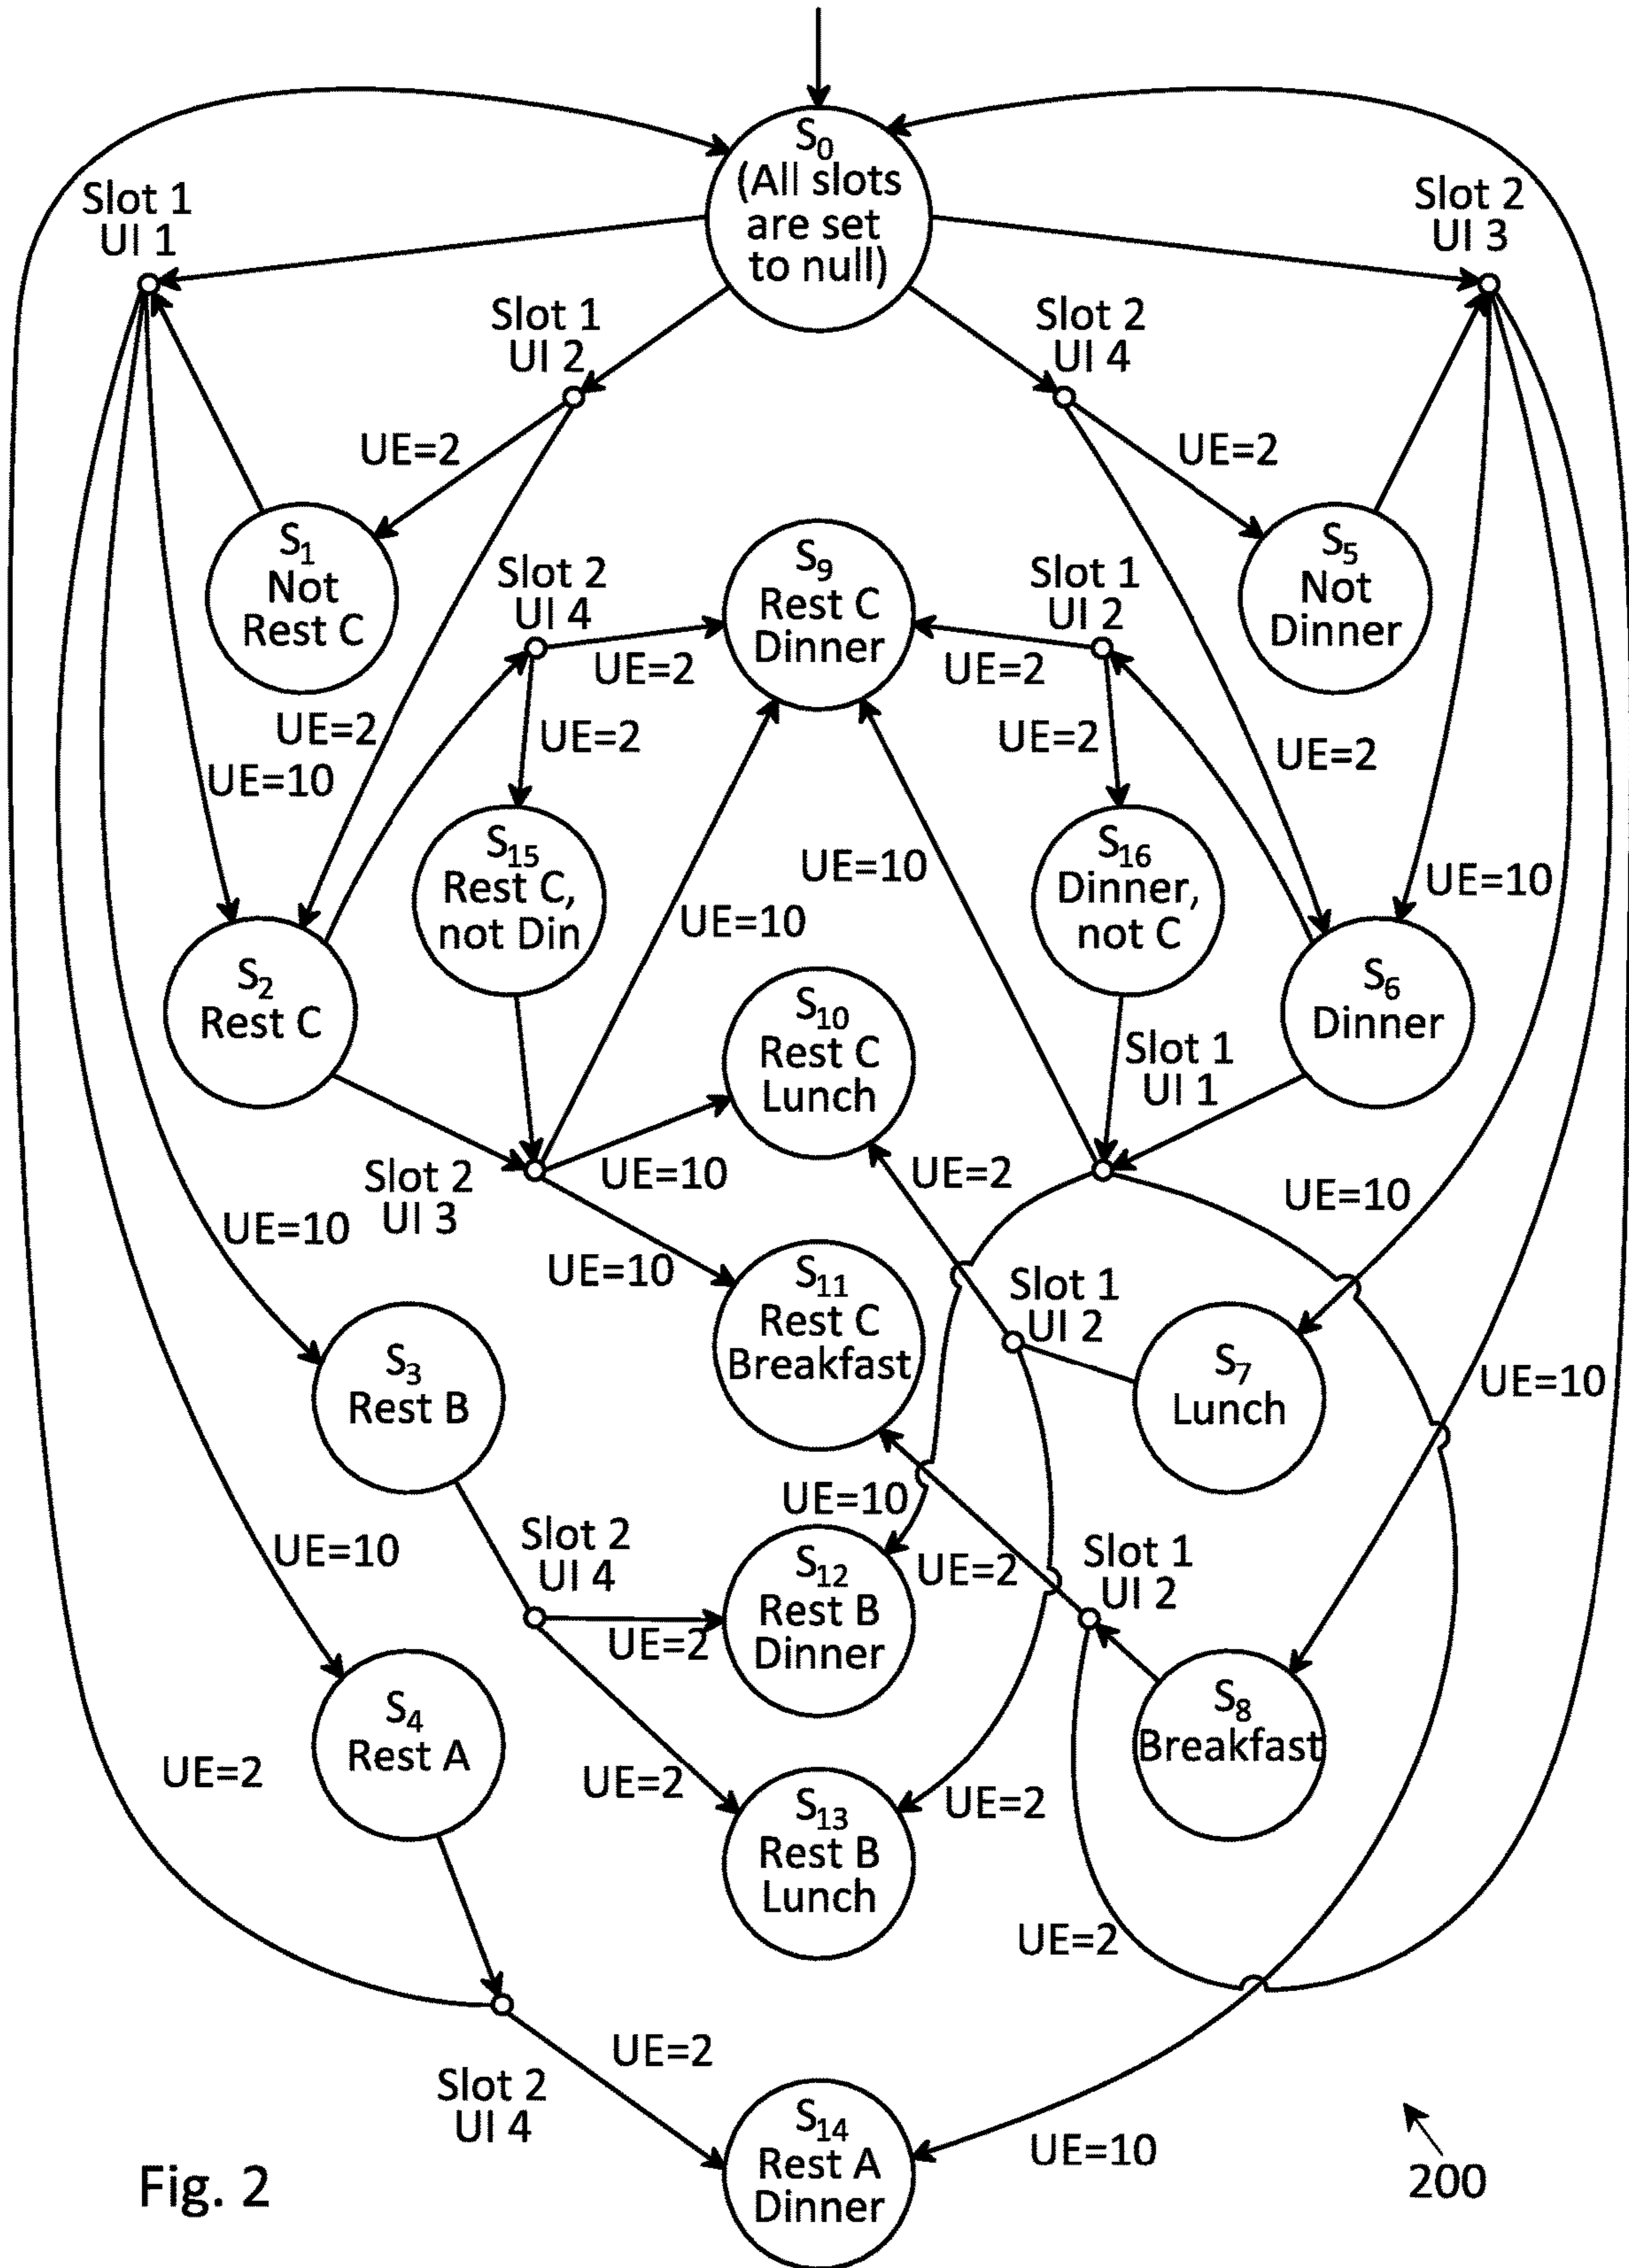 S0
(All slots
are set
to null)
Slot 1
UI 1
Slot 2
UI 3
Slot 1
UI 2
Slot 2
UI 4
UE=2
UE=2
S1
Not
Rest C
Slot 2
UI 4
S9
Rest C
Dinner
Slot 1
UI 2
S5
Not
Dinner
UE=2
UE=2
UE=2
UE=2
UE=2
UE=2
UE=10
S15
Rest C,
not Din
UE=10
UE=10
S16
Dinner,
not C
UE=10
S2
Rest C
S10
Rest C
Lunch
Slot 1
UI 1
S6
Dinner
Slot 2
UI 3
UE=10
UE=2
UE=10
UE=10
UE=10
S11
Rest C
Breakfast
Slot 1
UI 2
S3
Rest B
S7
Lunch
UE=10
UE=10
UE=10
Slot 2
UI 4
S12
Rest B
Dinner
UE=2
Slot 1
UI 2
UE=2
S4
Rest A
S8
Breakfast
UE=2
UE=2
S13
Rest B
Lunch
UE=2
UE=2
UE=2
Slot 2
UI 4
S14
Rest A
Dinner
UE=10
200
Fig. 2